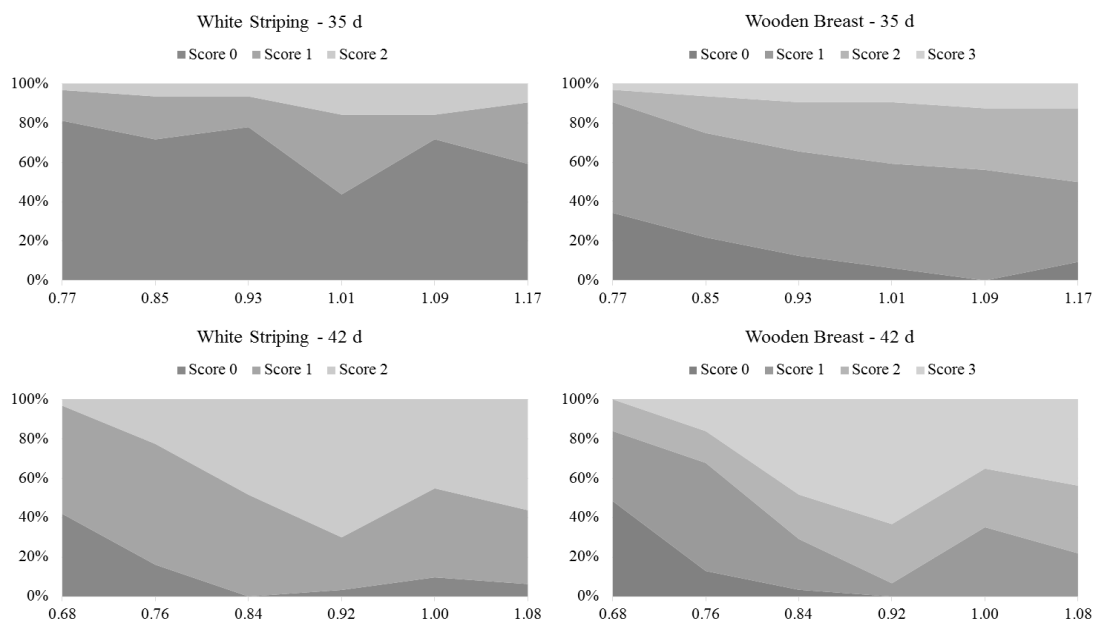 White Striping - 35 d
Score 0 Score 1 Score 2
100%
80%
60%
40%
20%
0%
0.77 0.85 0.93 1.01 1.09 1.17
Wooden Breast - 35 d
Score 0 Score 1 Score 2 Score 3
100%
80%
60%
40%
20%
0%
0.77 0.85 0.93 1.01 1.09 1.17
White Striping - 42 d
Score 0 Score 1 Score 2
100%
80%
60%
40%
20%
0%
0.68 0.76 0.84 0.92 1.00 1.08
Wooden Breast - 42 d
Score 0 Score 1 Score 2 Score 3
100%
80%
60%
40%
20%
0%
0.68 0.76 0.84 0.92 1.00 1.08